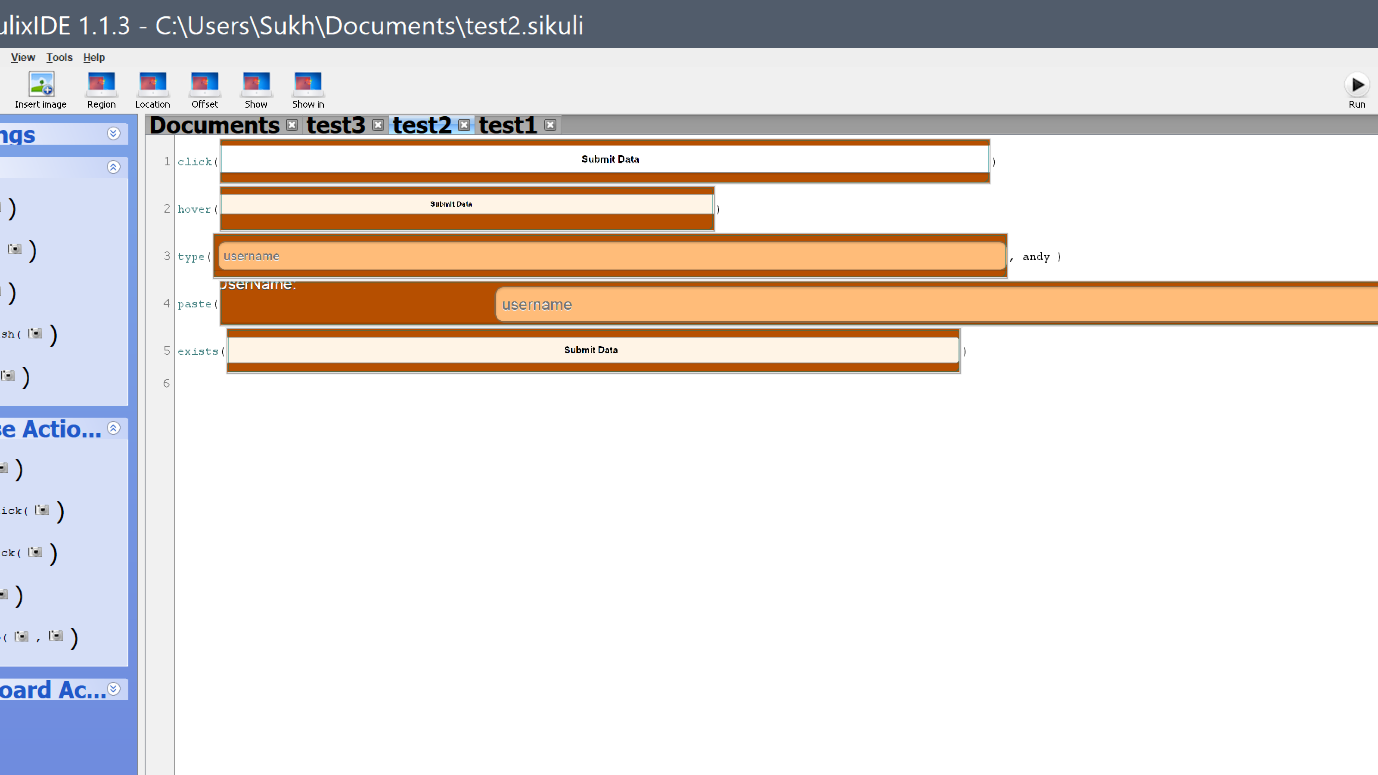 ulixIDE 1.1.3 - C:\Users\Sukh\Documents\test2.sikuli
View Tools Help
Insert image Region Location Offset Show Show in Run
Documents test3 test2 test1
ngs
)
)
)
sh( )
)
se Actio...
)
ick( )
ck( )
)
( , )
oard Ac...
1 click( Submit Data )
2 hover( Submit Data )
3 type( username , andy )
4 paste( UserName: username
5 exists( Submit Data )
6